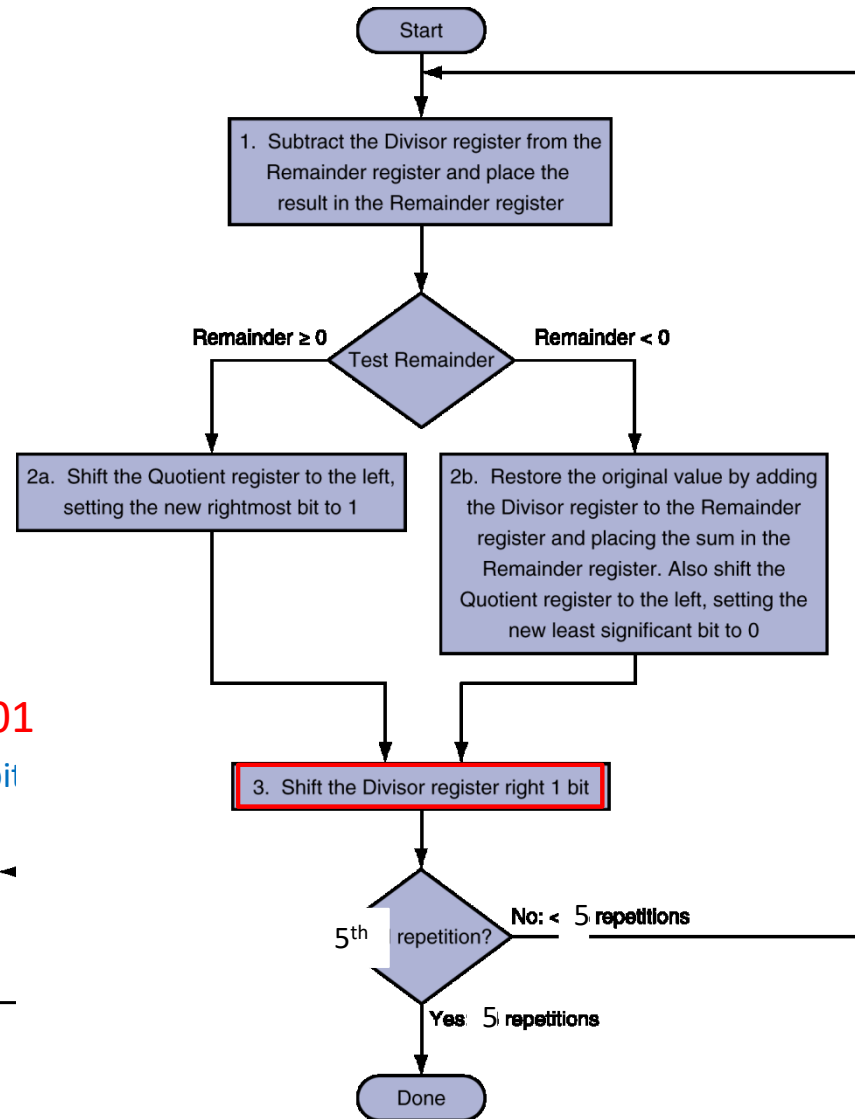 Start
1. Subtract the Divisor register from the
Remainder register and place the
result in the Remainder register
Remainder ≥ 0
Remainder < 0
Test Remainder
2a. Shift the Quotient register to the left,
setting the new rightmost bit to 1
2b. Restore the original value by adding
the Divisor register to the Remainder
register and placing the sum in the
Remainder register. Also shift the
Quotient register to the left, setting the
new least significant bit to 0
01
bit
3. Shift the Divisor register right 1 bit
No: < 5 repetitions
5th repetition?
Yes 5 repetitions
Done